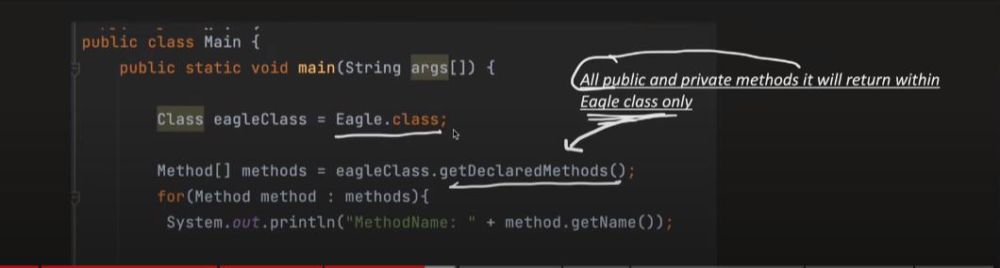 public class Main {
public static void main(String args[]) {
All public and private methods it will return within
Eagle class only
Class eagleClass = Eagle.class;
Method[] methods = eagleClass.getDeclaredMethods();
for(Method method : methods){
System.out.println("MethodName: " + method.getName());